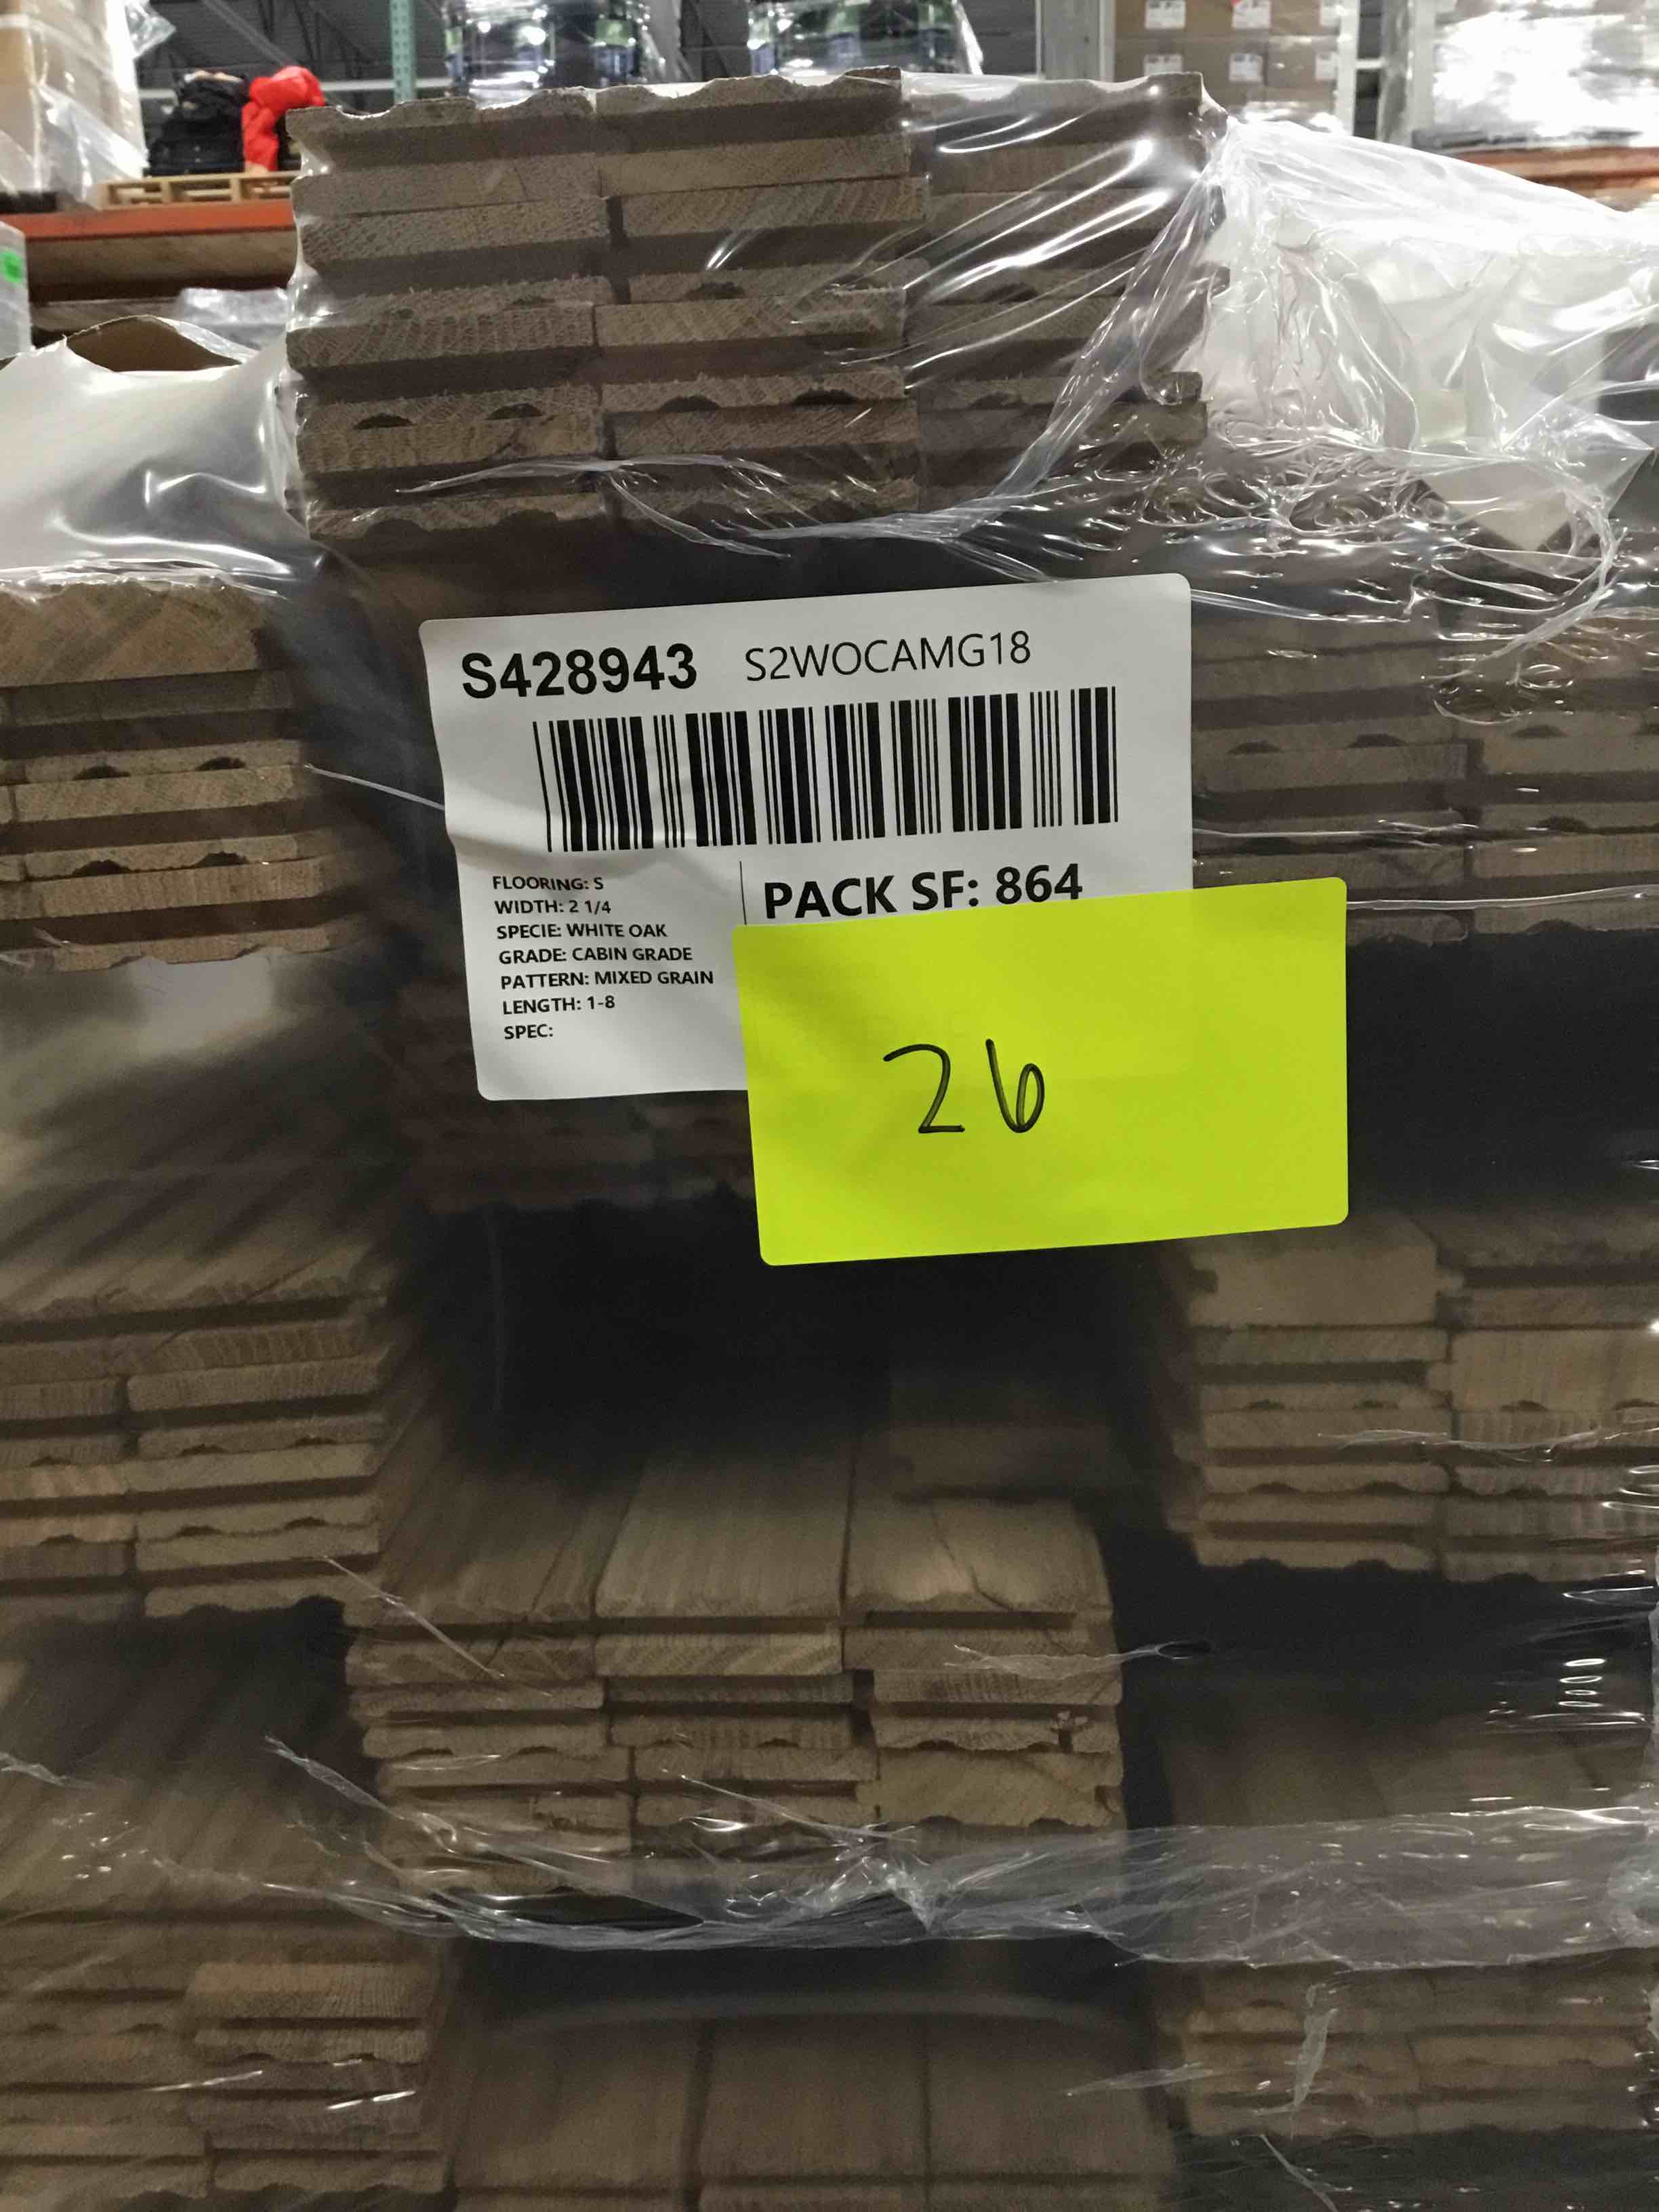 S428943 S2WOCAMG18
FLOORING: S
WIDTH: 2 1/4
SPECIE: WHITE OAK
GRADE: CABIN GRADE
PATTERN: MIXED GRAIN
LENGTH: 1-8
SPEC:
PACK SF: 864
26